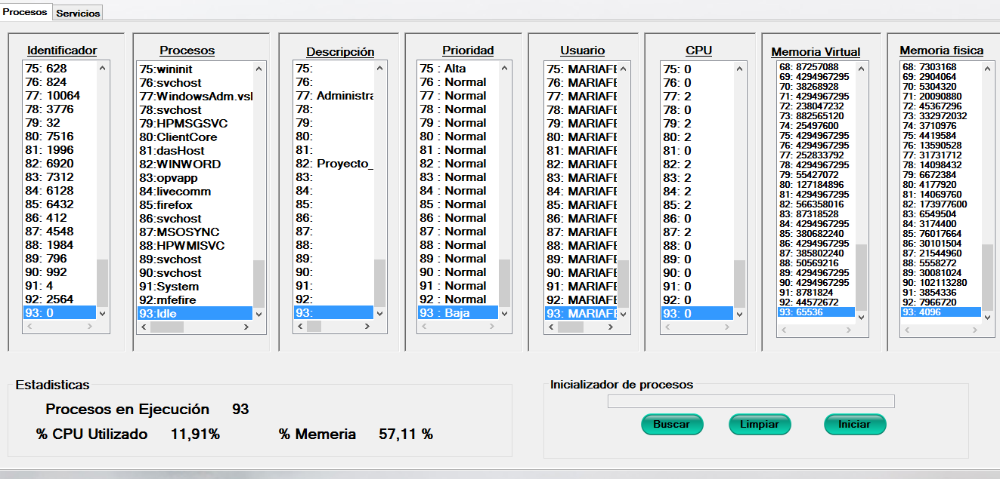 Procesos
Servicios
Identificador
75: 628
76: 824
77: 10064
78: 3776
79: 32
80: 7516
81: 1996
82: 6920
83: 7312
84: 6128
85: 6432
86: 412
87: 4548
88: 1984
89: 796
90: 992
91: 4
92: 2564
93: 0
Procesos
75:wininit
76:svchost
77:WindowsAdm.vsl
78:svchost
79:HPMSGSVC
80:ClientCore
81:dasHost
82:WINWORD
83:opvapp
84:livecomm
85:firefox
86:svchost
87:MSOSYNC
88:HPWMISVC
89:svchost
90:svchost
91:System
92:mfefire
93:Idle
Descripción
75:
76:
77: Administra
78:
79:
80:
81:
82: Proyecto_
83:
84:
85:
86:
87:
88:
89:
90:
91:
92:
93:
Prioridad
75 : Alta
76 : Normal
77 : Normal
78 : Normal
79 : Normal
80 : Normal
81 : Normal
82 : Normal
83 : Normal
84 : Normal
85 : Normal
86 : Normal
87 : Normal
88 : Normal
89 : Normal
90 : Normal
91 : Normal
92 : Normal
93 : Baja
Usuario
75: MARIAFE
76: MARIAFE
77: MARIAFE
78: MARIAFE
79: MARIAFE
80: MARIAFE
81: MARIAFE
82: MARIAFE
83: MARIAFE
84: MARIAFE
85: MARIAFE
86: MARIAFE
87: MARIAFE
88: MARIAFE
89: MARIAFE
90: MARIAFE
91: MARIAFE
92: MARIAFE
93: MARIAFE
CPU
75: 0
76: 0
77: 2
78: 0
79: 2
80: 2
81: 0
82: 2
83: 2
84: 2
85: 2
86: 0
87: 2
88: 0
89: 0
90: 0
91: 0
92: 0
93: 0
Memoria Virtual
68: 87257088
69: 4294967295
70: 38268928
71: 4294967295
72: 238047232
73: 882565120
74: 25497600
75: 4294967295
76: 4294967295
77: 252833792
78: 4294967295
79: 55427072
80: 127184896
81: 4294967295
82: 566358016
83: 87318528
84: 4294967295
85: 380682240
86: 4294967295
87: 385802240
88: 50569216
89: 4294967295
90: 4294967295
91: 8781824
92: 44572672
93: 65536
Memoria fisica
68: 7303168
69: 2904064
70: 5304320
71: 20090880
72: 45367296
73: 332972032
74: 3710976
75: 4419584
76: 13590528
77: 31731712
78: 14098432
79: 6672384
80: 4177920
81: 14069760
82: 173977600
83: 6549504
84: 3174400
85: 76017664
86: 30101504
87: 21544960
88: 5558272
89: 30081024
90: 102113280
91: 3854336
92: 7966720
93: 4096
Estadisticas
Procesos en Ejecución 93
% CPU Utilizado 11,91% % Memeria 57,11 %
Inicializador de procesos
Buscar
Limpiar
Iniciar